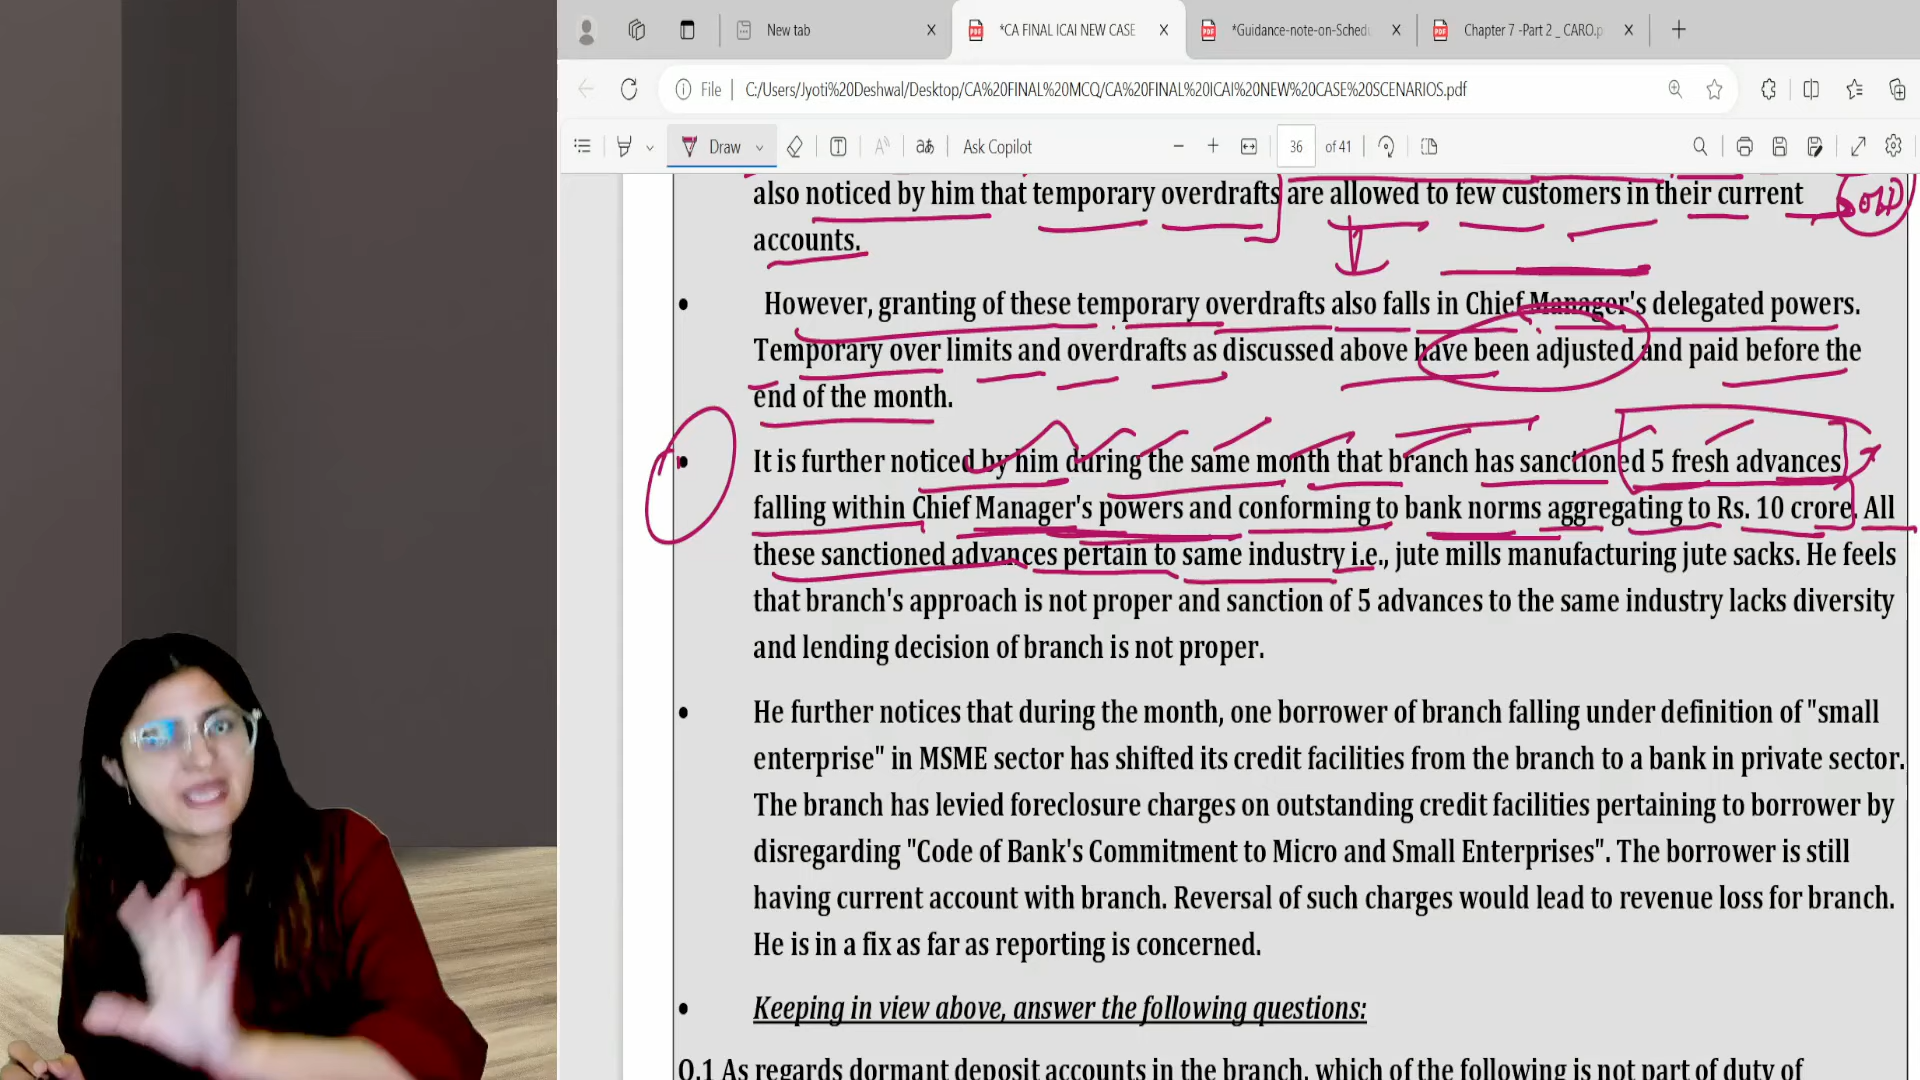 New tab
*CA FINAL ICAI NEW CASE
*Guidance-note-on-Schedu
Chapter 7 -Part 2 _ CARO.p
File
C:/Users/Jyoti%20Deshwal/Desktop/CA%20FINAL%20MCQ/CA%20FINAL%20ICAI%20NEW%20CASE%20SCENARIOS.pdf
Draw
Ask Copilot
36 of 41
also noticed by him that temporary overdrafts are allowed to few customers in their current
accounts.
However, granting of these temporary overdrafts also falls in Chief Manager's delegated powers.
Temporary over limits and overdrafts as discussed above have been adjusted and paid before the
end of the month.
It is further noticed by him during the same month that branch has sanctioned 5 fresh advances
falling within Chief Manager's powers and conforming to bank norms aggregating to Rs. 10 crore. All
these sanctioned advances pertain to same industry i.e., jute mills manufacturing jute sacks. He feels
that branch's approach is not proper and sanction of 5 advances to the same industry lacks diversity
and lending decision of branch is not proper.
He further notices that during the month, one borrower of branch falling under definition of "small
enterprise" in MSME sector has shifted its credit facilities from the branch to a bank in private sector.
The branch has levied foreclosure charges on outstanding credit facilities pertaining to borrower by
disregarding "Code of Bank's Commitment to Micro and Small Enterprises". The borrower is still
having current account with branch. Reversal of such charges would lead to revenue loss for branch.
He is in a fix as far as reporting is concerned.
Keeping in view above, answer the following questions:
Q.1 As regards dormant deposit accounts in the branch, which of the following is not part of duty of